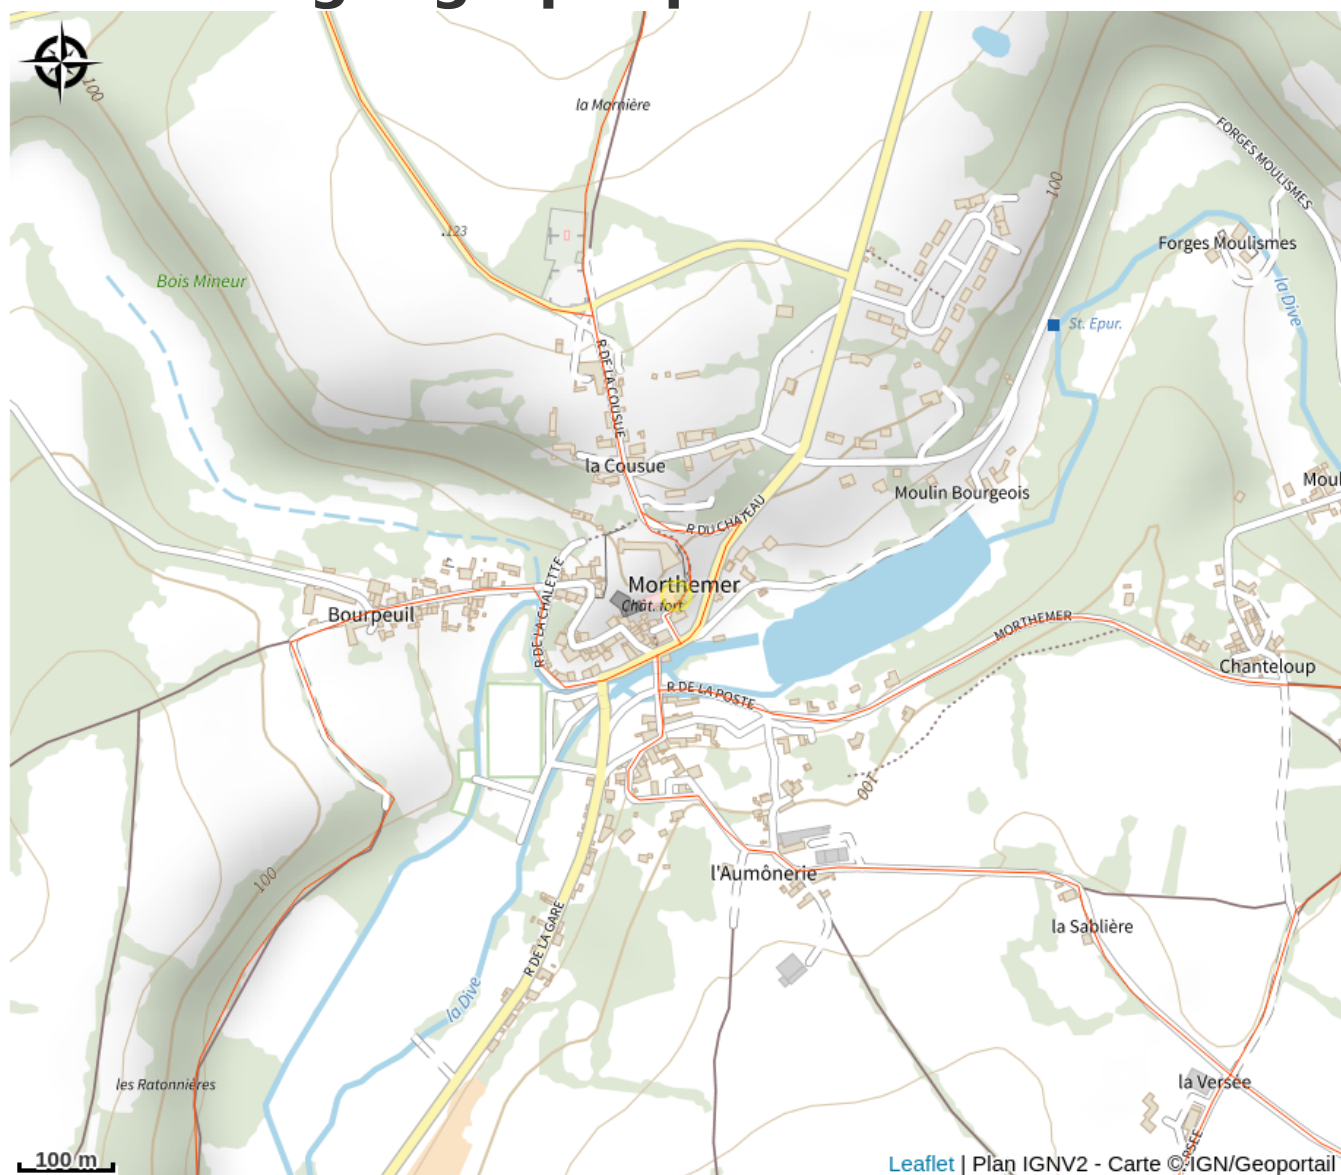 la Marnière
FORGES MOULISMES
100
100
.123
Forges Moulismes
Bois Mineur
la Dive
St. Epur.
R DE LA COUSUE
la Cousue
Moulin Bourgeois
R DU CHATEAU
Morthemer
Chât. fort
R DE LA CHALETTE
Bourpeuil
MORTHEMER
Chanteloup
R DE LA POSTE
100
l'Aumônerie
100
la Sablière
R DE LA GARE
la Dive
les Ratonnières
la Versée
100 m
Leaflet | Plan IGNV2 - Carte © IGN/Geoportail